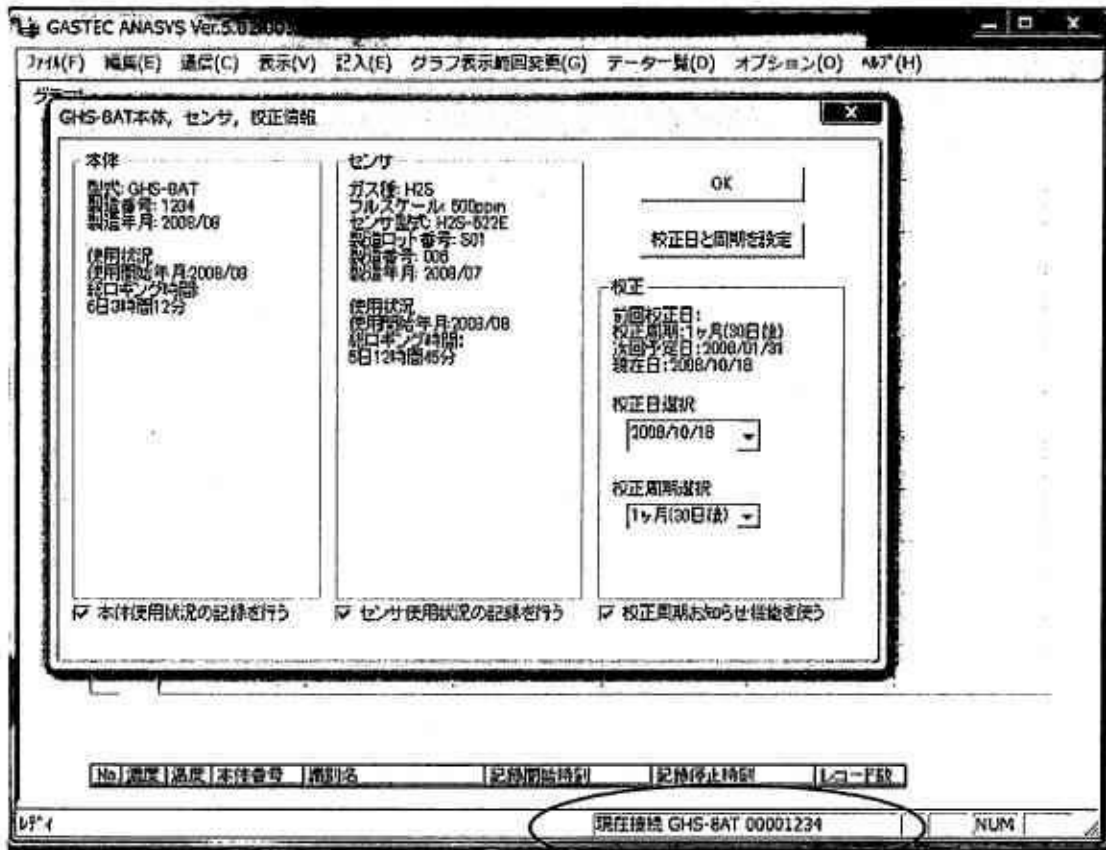 GASTEC ANASYS Ver.5.02.00
ファイル(F) 編集(E) 通信(C) 表示(V) 記入(E) グラフ表示範囲変更(G) データ一覧(D) オプション(O) ヘルプ(H)
GHS-8AT本体, センサ, 校正情報
本体
型式: GHS-8AT
製造番号: 1234
製造年月: 2008/08
使用状況
使用開始年月:2008/08
総ロギング時間
6日3時間12分
本体使用状況の記録を行う
センサ
ガス種: H2S
フルスケール: 500ppm
センサ型式: H2S-522E
製造ロット番号: S01
製造番号: 006
製造年月: 2008/07
使用状況
使用開始年月:2008/08
総ロギング時間:
5日12時間45分
センサ使用状況の記録を行う
OK
校正日と周期を設定
校正
前回校正日:
校正周期:1ヶ月(30日後)
次回予定日:2008/01/31
現在日:2008/10/18
校正日選択
2008/10/18
校正周期選択
1ヶ月(30日後)
校正周期お知らせ機能を使う
No 濃度 温度 本体番号 識別名 記録開始時刻 記録停止時刻 レコード数
レディ 現在接続 GHS-8AT 00001234 NUM